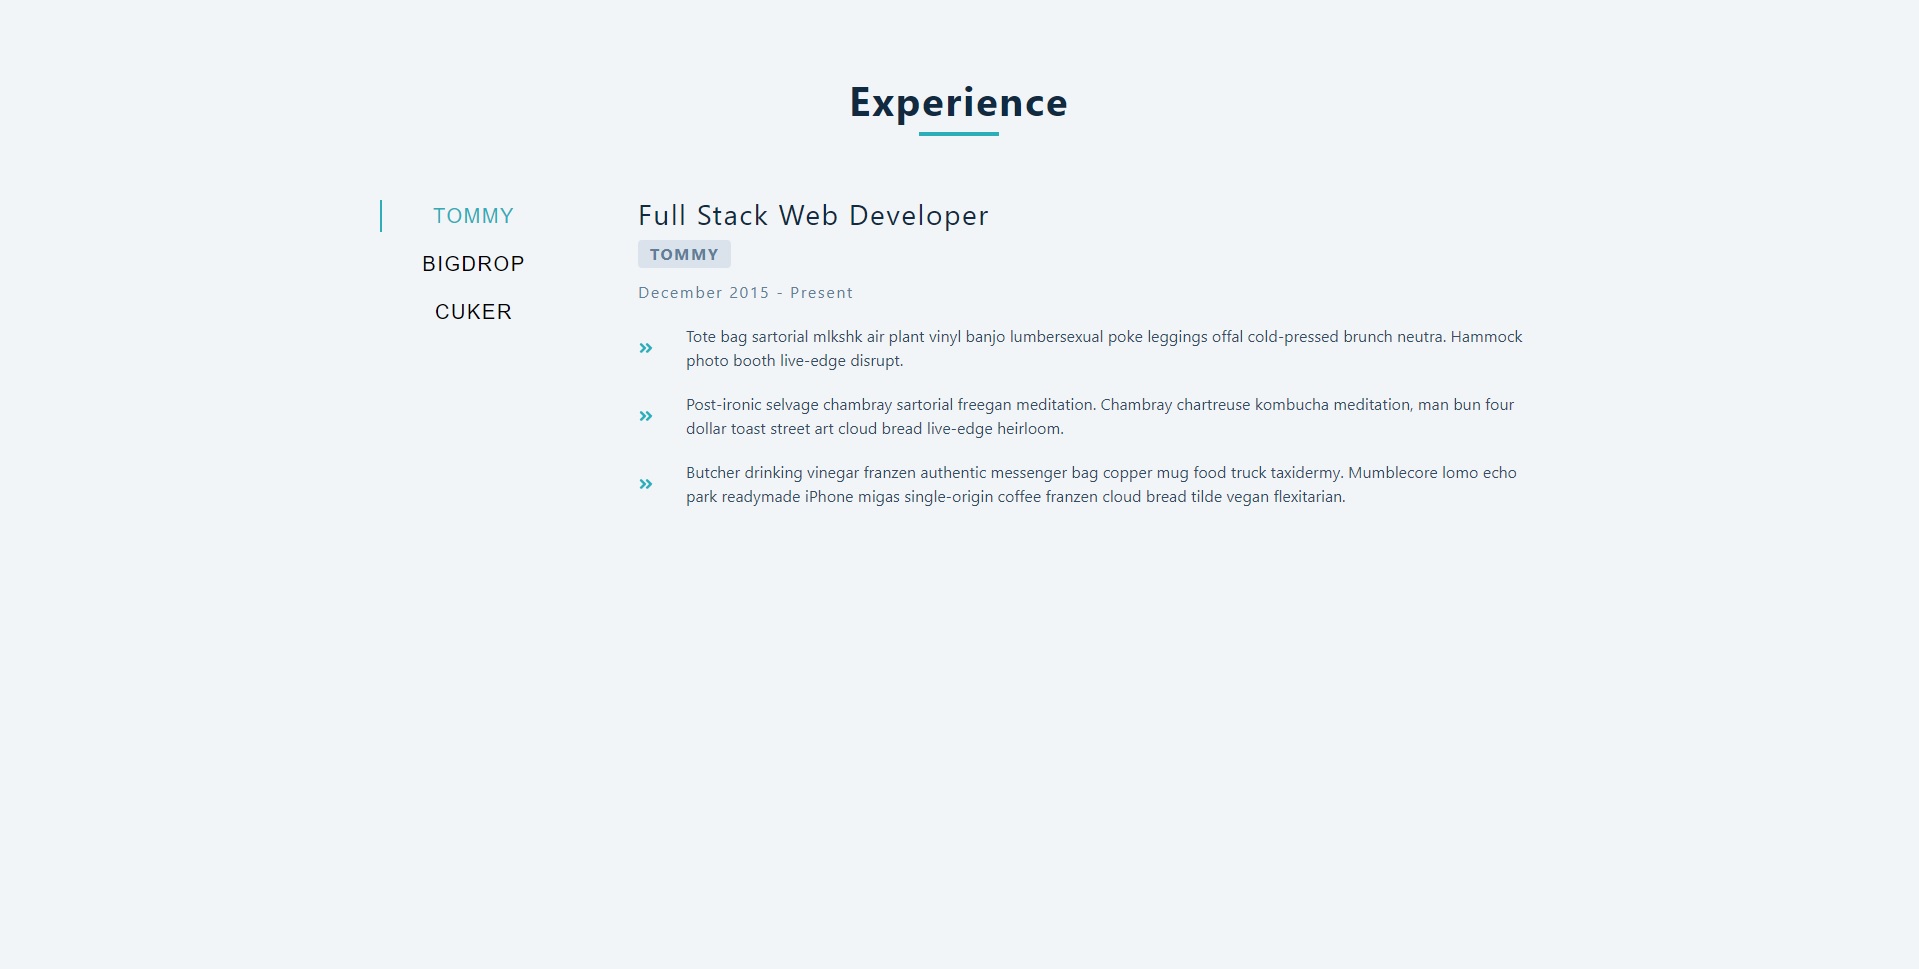 Experience
TOMMY
BIGDROP
CUKER
Full Stack Web Developer
TOMMY
December 2015 - Present
Tote bag sartorial mlkshk air plant vinyl banjo lumbersexual poke leggings offal cold-pressed brunch neutra. Hammock
photo booth live-edge disrupt.
Post-ironic selvage chambray sartorial freegan meditation. Chambray chartreuse kombucha meditation, man bun four
dollar toast street art cloud bread live-edge heirloom.
Butcher drinking vinegar franzen authentic messenger bag copper mug food truck taxidermy. Mumblecore lomo echo
park readymade iPhone migas single-origin coffee franzen cloud bread tilde vegan flexitarian.